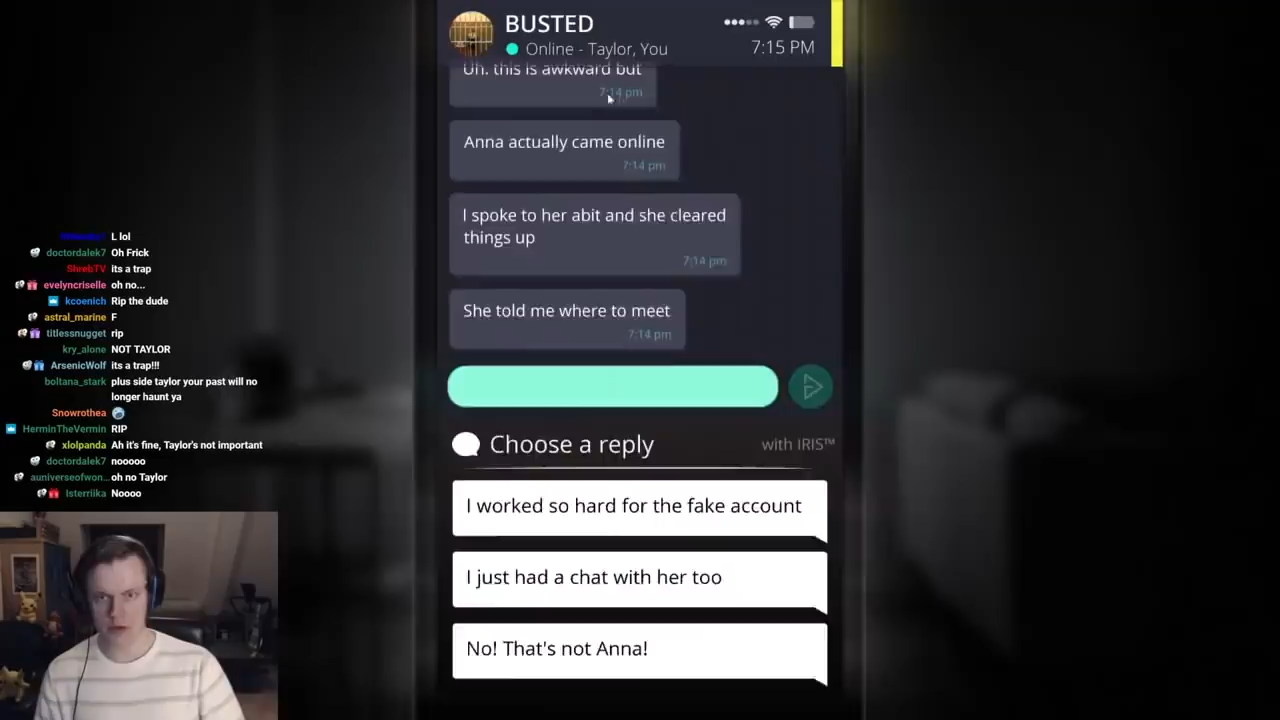 BUSTED
Online - Taylor, You
7:15 PM
Uh. this is awkward but
7:14 pm
Anna actually came online
7:14 pm
I spoke to her abit and she cleared
things up
7:14 pm
She told me where to meet
7:14 pm
Choose a reply
with IRIS™
I worked so hard for the fake account
I just had a chat with her too
No! That's not Anna!
L lol
doctordalek7 Oh Frick
ShrebTV its a trap
evelyncriselle oh no...
kcoenich Rip the dude
astral_marine F
titlessnugget rip
kry_alone NOT TAYLOR
ArsenicWolf its a trap!!!
boltana_stark plus side taylor your past will no
longer haunt ya
Snowrothea
HerminTheVermin RIP
xlolpanda Ah it's fine, Taylor's not important
doctordalek7 nooooo
auniverseofwon... oh no Taylor
Isterriika Noooo